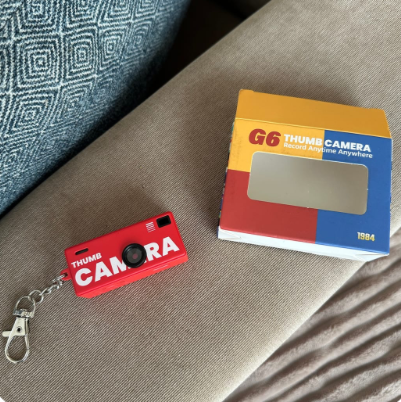 G6 THUMB CAMERA
Record Anytime Anywhere
1984
THUMB
CAMERA